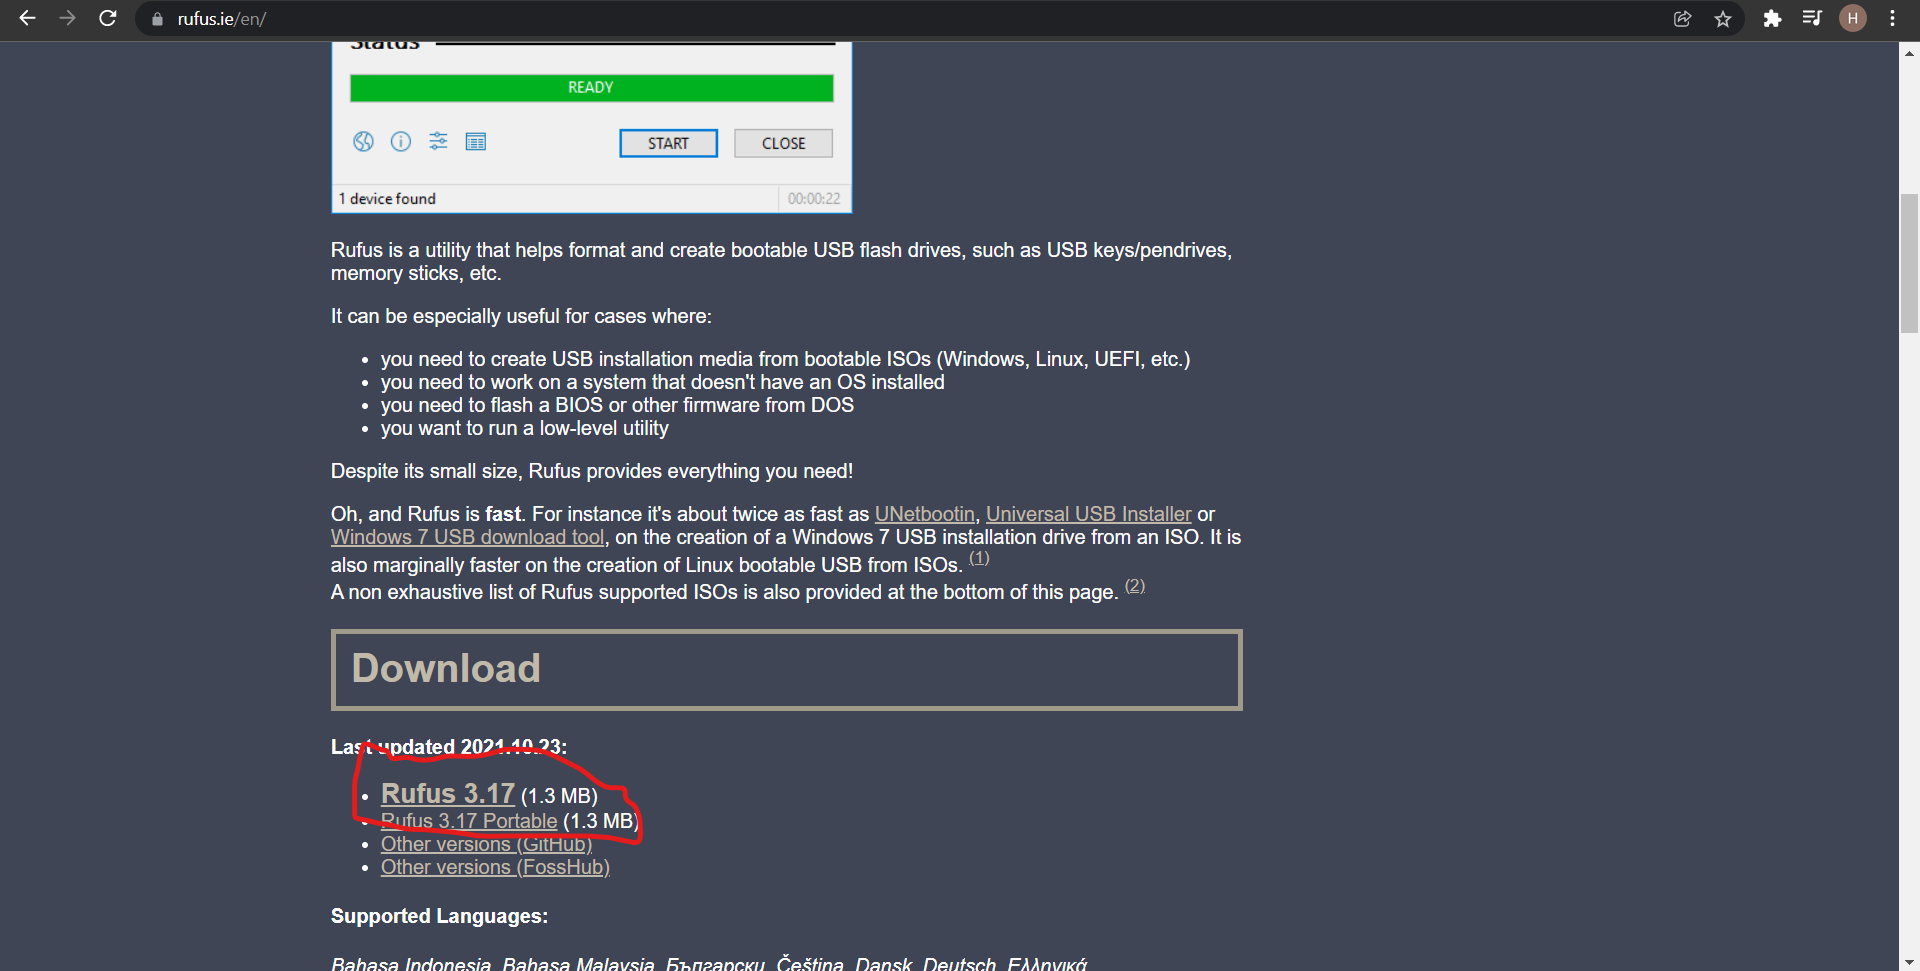 rufus.ie/en/
H
Status
READY
START
CLOSE
1 device found
00:00:22
Rufus is a utility that helps format and create bootable USB flash drives, such as USB keys/pendrives,
memory sticks, etc.
It can be especially useful for cases where:
• you need to create USB installation media from bootable ISOs (Windows, Linux, UEFI, etc.)
• you need to work on a system that doesn't have an OS installed
• you need to flash a BIOS or other firmware from DOS
• you want to run a low-level utility
Despite its small size, Rufus provides everything you need!
Oh, and Rufus is fast. For instance it's about twice as fast as UNetbootin, Universal USB Installer or
Windows 7 USB download tool, on the creation of a Windows 7 USB installation drive from an ISO. It is
also marginally faster on the creation of Linux bootable USB from ISOs. (1)
A non exhaustive list of Rufus supported ISOs is also provided at the bottom of this page. (2)
Download
Last updated 2021.10.23:
• Rufus 3.17 (1.3 MB)
• Rufus 3.17 Portable (1.3 MB)
• Other versions (GitHub)
• Other versions (FossHub)
Supported Languages:
Bahasa Indonesia, Bahasa Malaysia, Български, Čeština, Dansk, Deutsch, Ελληνικά,